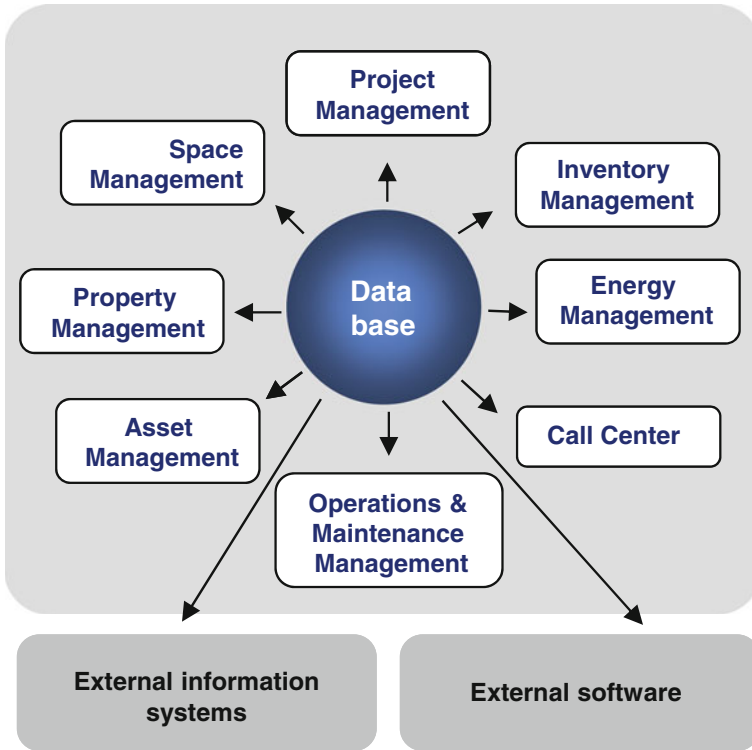 Project
Management
Space
Management
Inventory
Management
Property
Management
Data
base
Energy
Management
Asset
Management
Call Center
Operations &
Maintenance
Management
External information
systems
External software